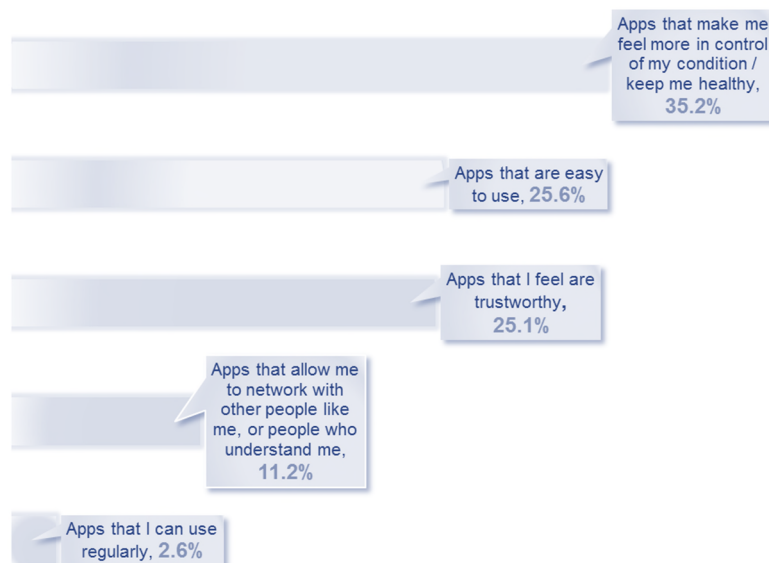 Apps that make me
feel more in control
of my condition /
keep me healthy,
35.2%
Apps that are easy
to use, 25.6%
Apps that I feel are
trustworthy,
25.1%
Apps that allow me
to network with
other people like
me, or people who
understand me,
11.2%
Apps that I can use
regularly, 2.6%